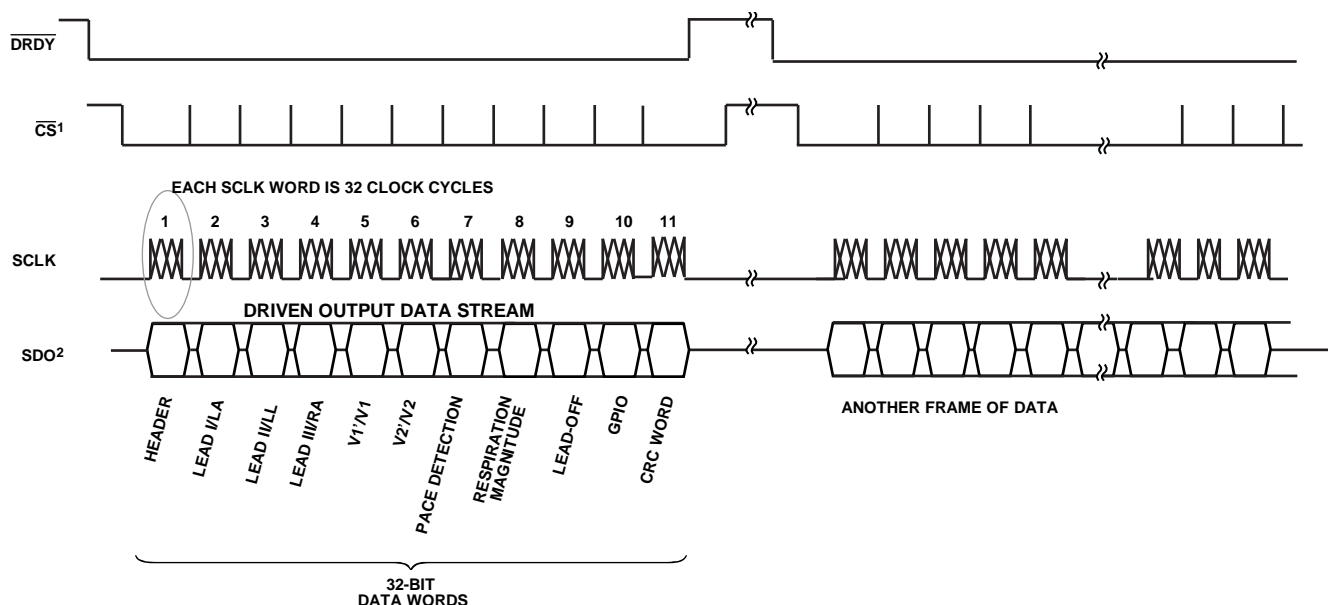 DRDY
CS1
EACH SCLK WORD IS 32 CLOCK CYCLES
1 2 3 4 5 6 7 8 9 10 11
SCLK
DRIVEN OUTPUT DATA STREAM
SDO2
HEADER
LEAD I/LA
LEAD II/LL
LEAD III/RA
V1'/V1
V2'/V2
PACE DETECTION
RESPIRATION
MAGNITUDE
LEAD-OFF
GPIO
CRC WORD
ANOTHER FRAME OF DATA
32-BIT
DATA WORDS